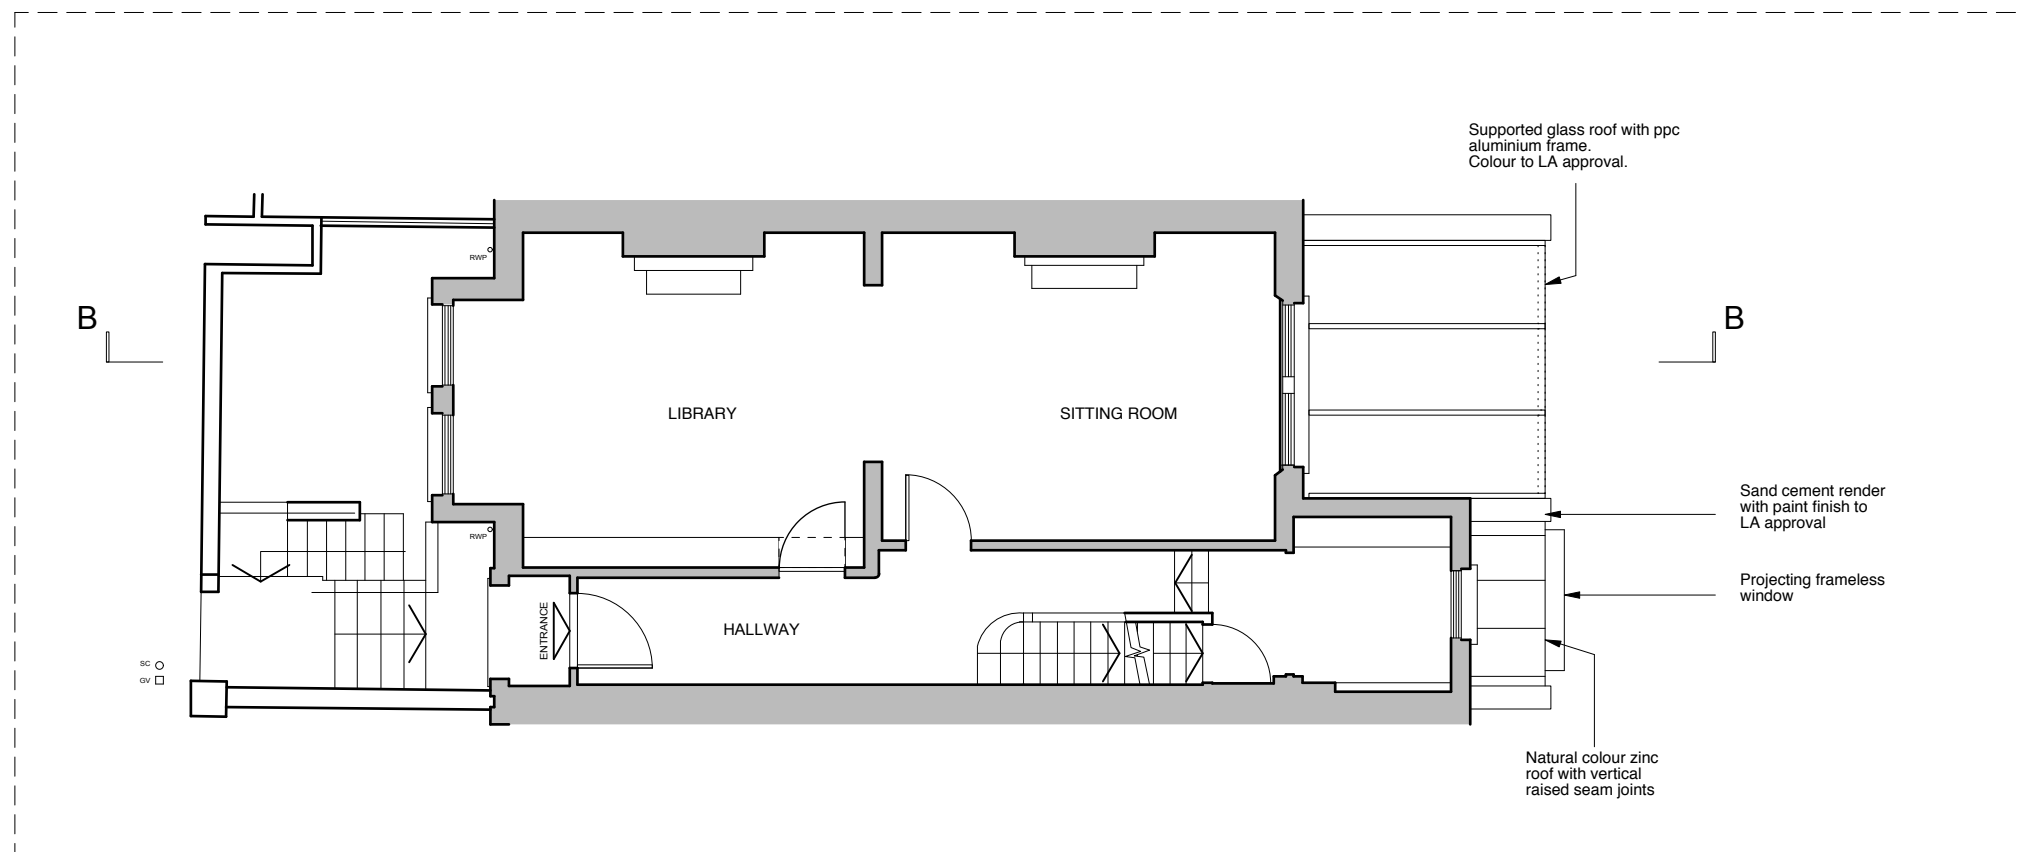 Supported glass roof with ppc
aluminium frame.
Colour to LA approval.
RWP
B
B
LIBRARY
SITTING ROOM
Sand cement render
with paint finish to
LA approval
RWP
Projecting frameless
window
ENTRANCE
HALLWAY
SC
GV
Natural colour zinc
roof with vertical
raised seam joints